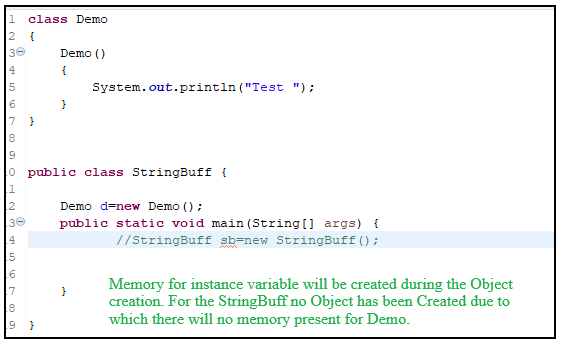 1 class Demo
2 {
3 Demo()
4 {
5 System.out.println("Test ");
6 }
7 }
8
9
0 public class StringBuff {
1
2 Demo d=new Demo();
3 public static void main(String[] args) {
4 //StringBuff sb=new StringBuff();
5
6
7 }
8
9 }
Memory for instance variable will be created during the Object
creation. For the StringBuff no Object has been Created due to
which there will no memory present for Demo.